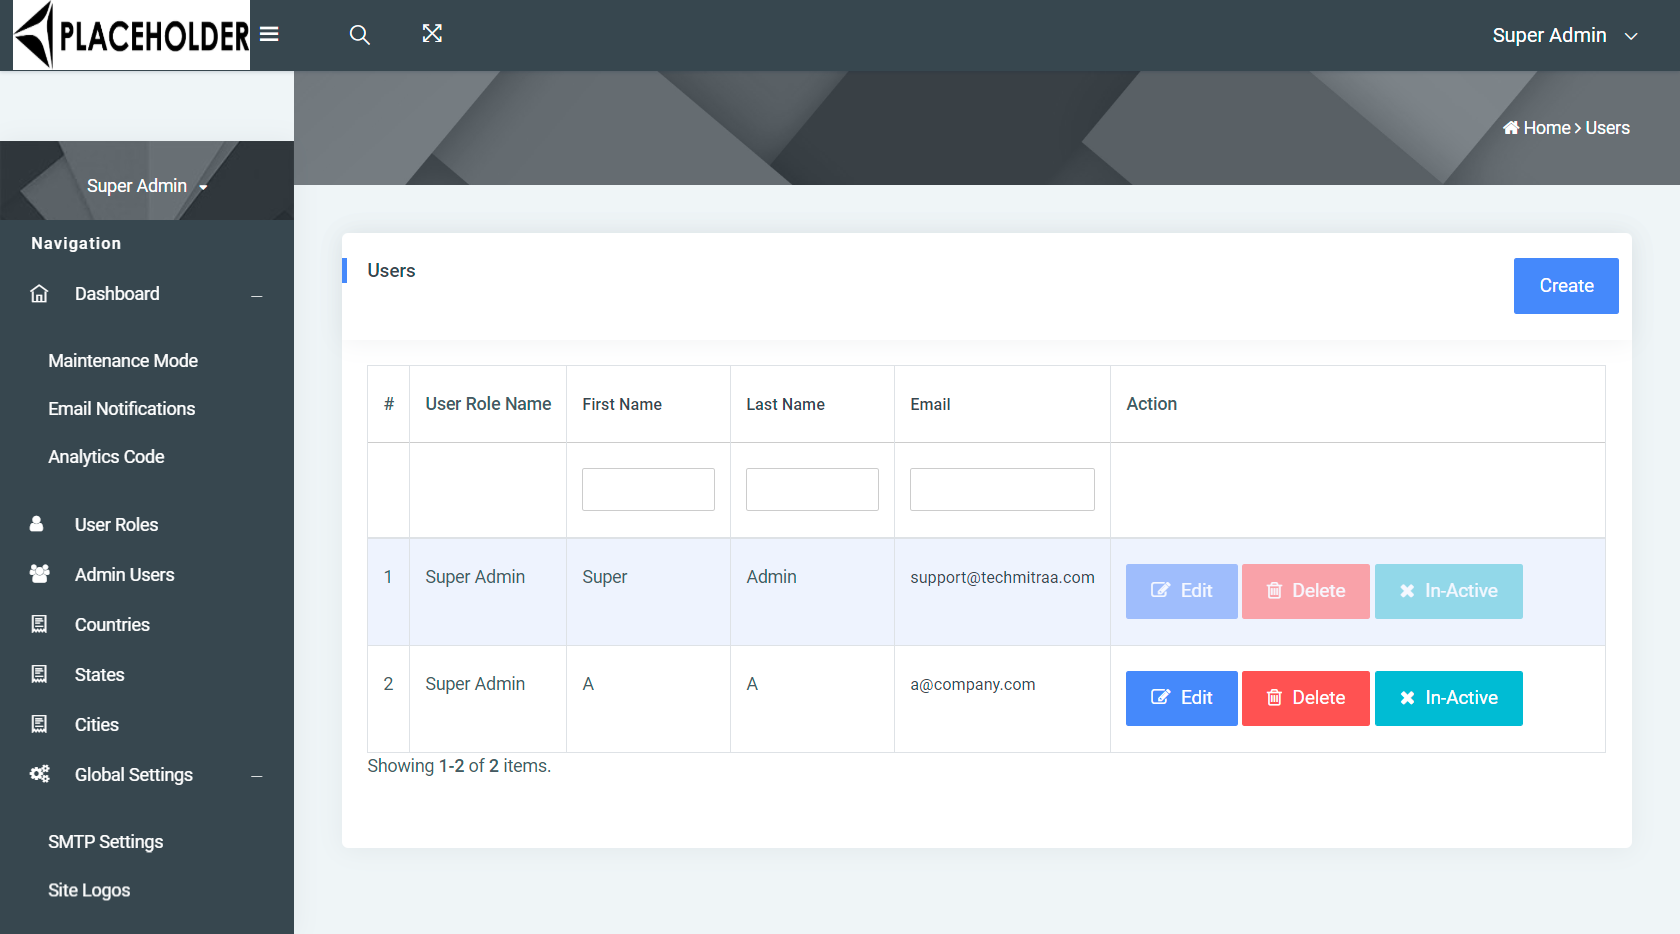 PLACEHOLDER
Super Admin
Home > Users
Super Admin
Navigation
Dashboard
Maintenance Mode
Email Notifications
Analytics Code
User Roles
Admin Users
Countries
States
Cities
Global Settings
SMTP Settings
Site Logos
Users
Create
# User Role Name First Name Last Name Email Action
1 Super Admin Super Admin support@techmitraa.com Edit Delete In-Active
2 Super Admin A A a@company.com Edit Delete In-Active
Showing 1-2 of 2 items.